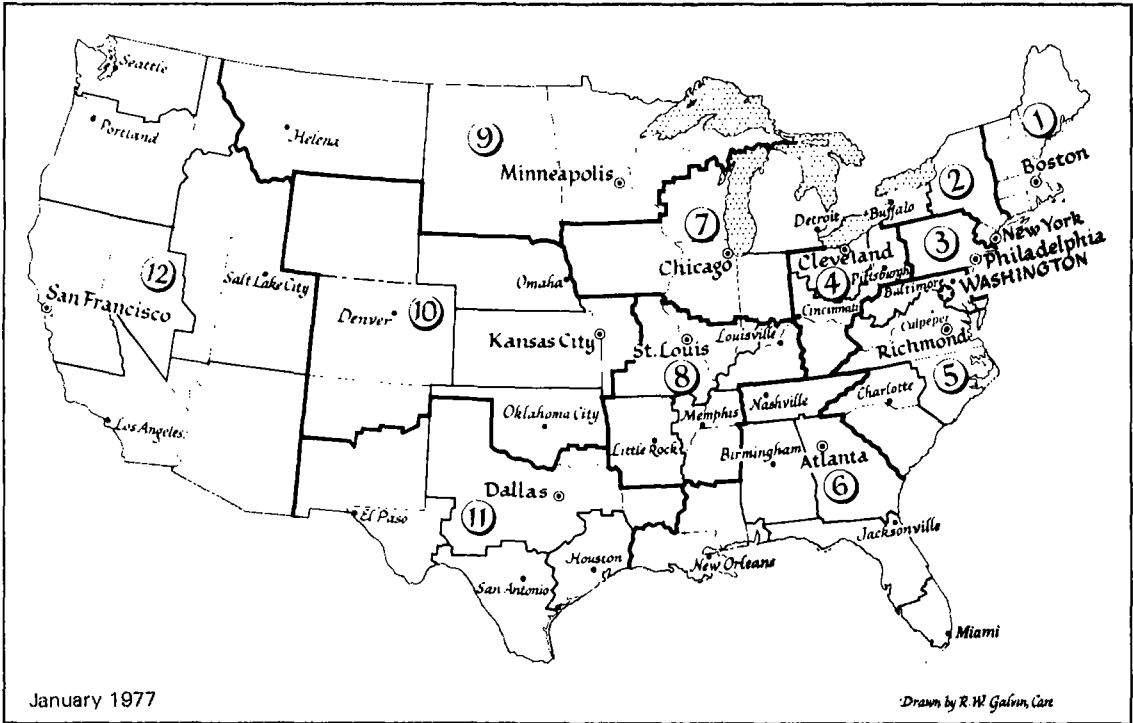 Seattle
Portland
Helena
9
Minneapolis
1
Boston
2
Detroit
Buffalo
7
Chicago
New York
3
Philadelphia
Cleveland
4
Pittsburgh
WASHINGTON
Baltimore
Cincinnati
12
San Francisco
Salt Lake City
Omaha
Denver
10
Kansas City
St. Louis
Louisville
Culpeper
Richmond
8
5
Los Angeles
Oklahoma City
Little Rock
Memphis
Nashville
Charlotte
Birmingham
Atlanta
6
Dallas
11
El Paso
Houston
San Antonio
New Orleans
Jacksonville
Miami
January 1977
Drawn by R. W. Galvin, Cart.